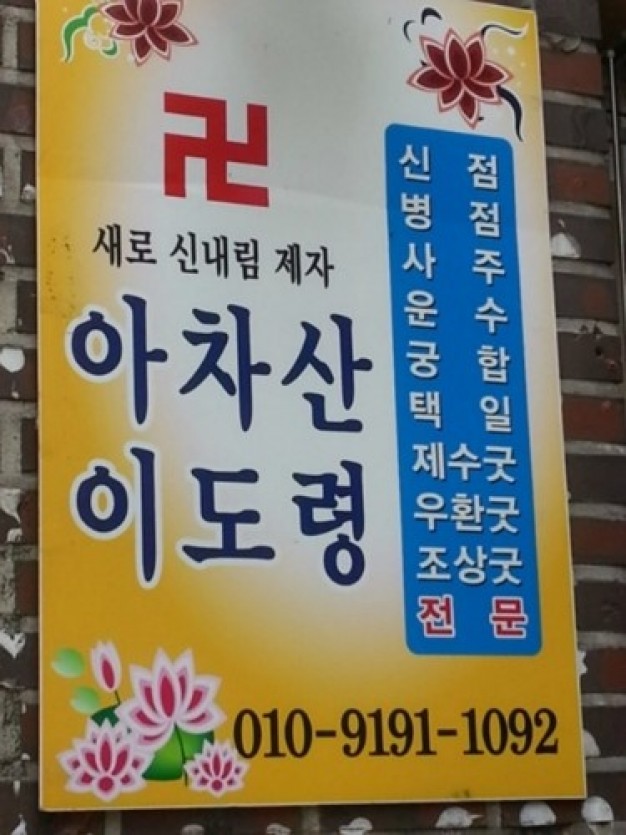 卍
새로 신내림 제자
아차산
이도령
신점
병점
사주
운수
궁합
택일
제수굿
우환굿
조상굿
전문
010-9191-1092